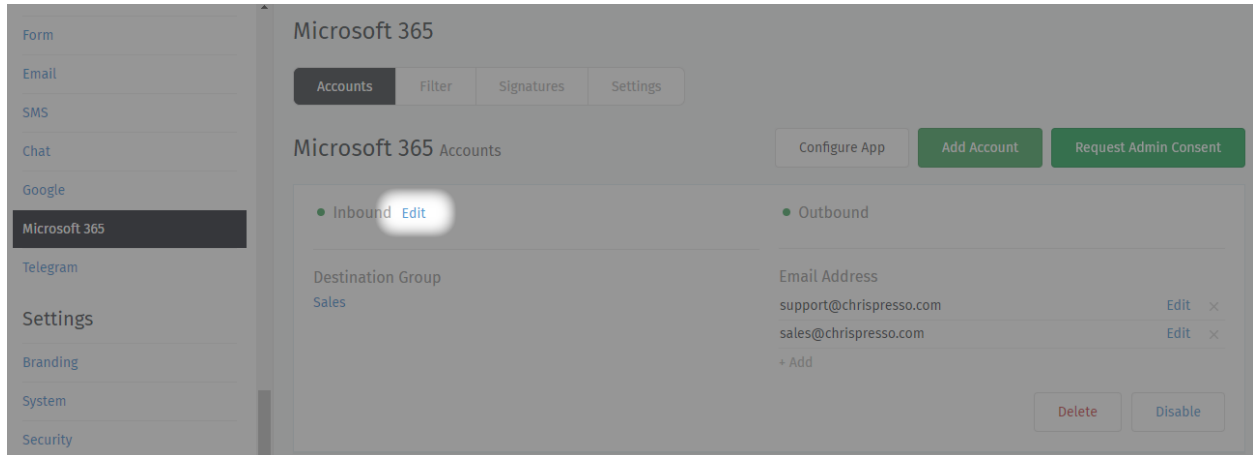 Form
Email
SMS
Chat
Google
Microsoft 365
Telegram
Settings
Branding
System
Security
Microsoft 365
Accounts Filter Signatures Settings
Microsoft 365 Accounts
Configure App Add Account Request Admin Consent
Inbound Edit
Destination Group
Sales
Outbound
Email Address
support@chrispresso.com Edit ×
sales@chrispresso.com Edit ×
+ Add
Delete Disable